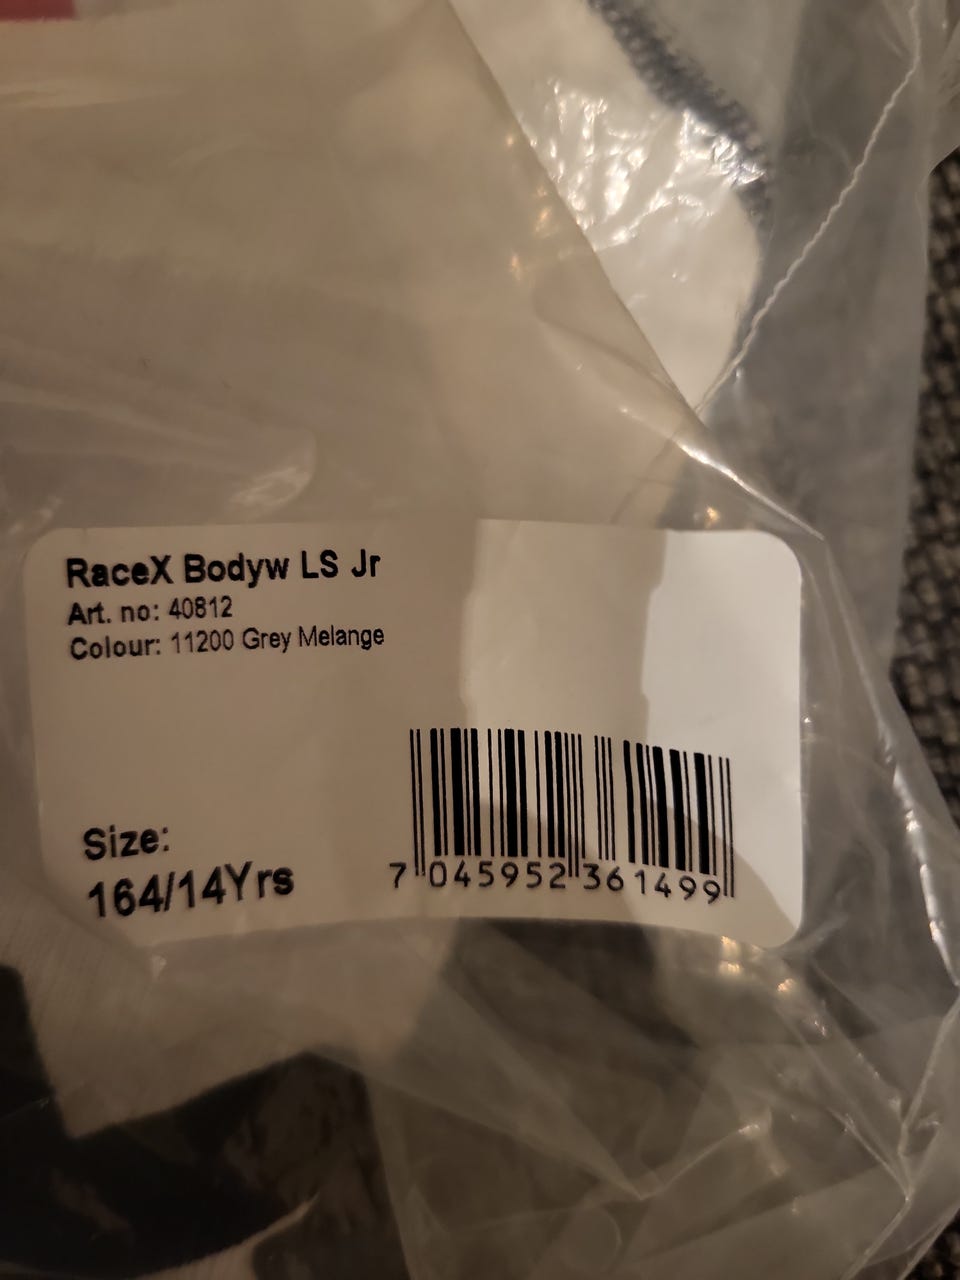 RaceX Bodyw LS Jr
Art. no: 40812
Colour: 11200 Grey Melange
Size:
164/14Yrs
7 045952 361499